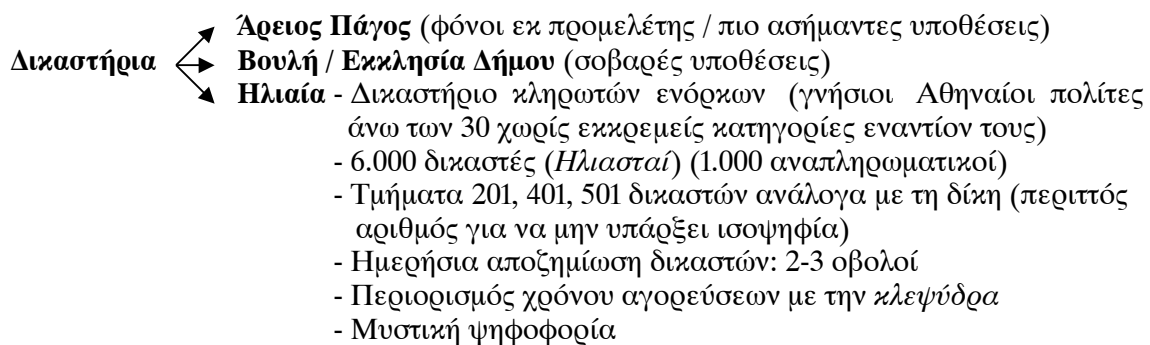 Άρειος Πάγος (φόνοι εκ προμελέτης / πιο ασήμαντες υποθέσεις)
Δικαστήρια Βουλή / Εκκλησία Δήμου (σοβαρές υποθέσεις)
Ηλιαία - Δικαστήριο κληρωτών ενόρκων (γνήσιοι Αθηναίοι πολίτες
άνω των 30 χωρίς εκκρεμείς κατηγορίες εναντίον τους)
- 6.000 δικαστές (Ηλιασταί) (1.000 αναπληρωματικοί)
- Τμήματα 201, 401, 501 δικαστών ανάλογα με τη δίκη (περιττός
αριθμός για να μην υπάρξει ισοψηφία)
- Ημερήσια αποζημίωση δικαστών: 2-3 οβολοί
- Περιορισμός χρόνου αγορεύσεων με την κλεψύδρα
- Μυστική ψηφοφορία